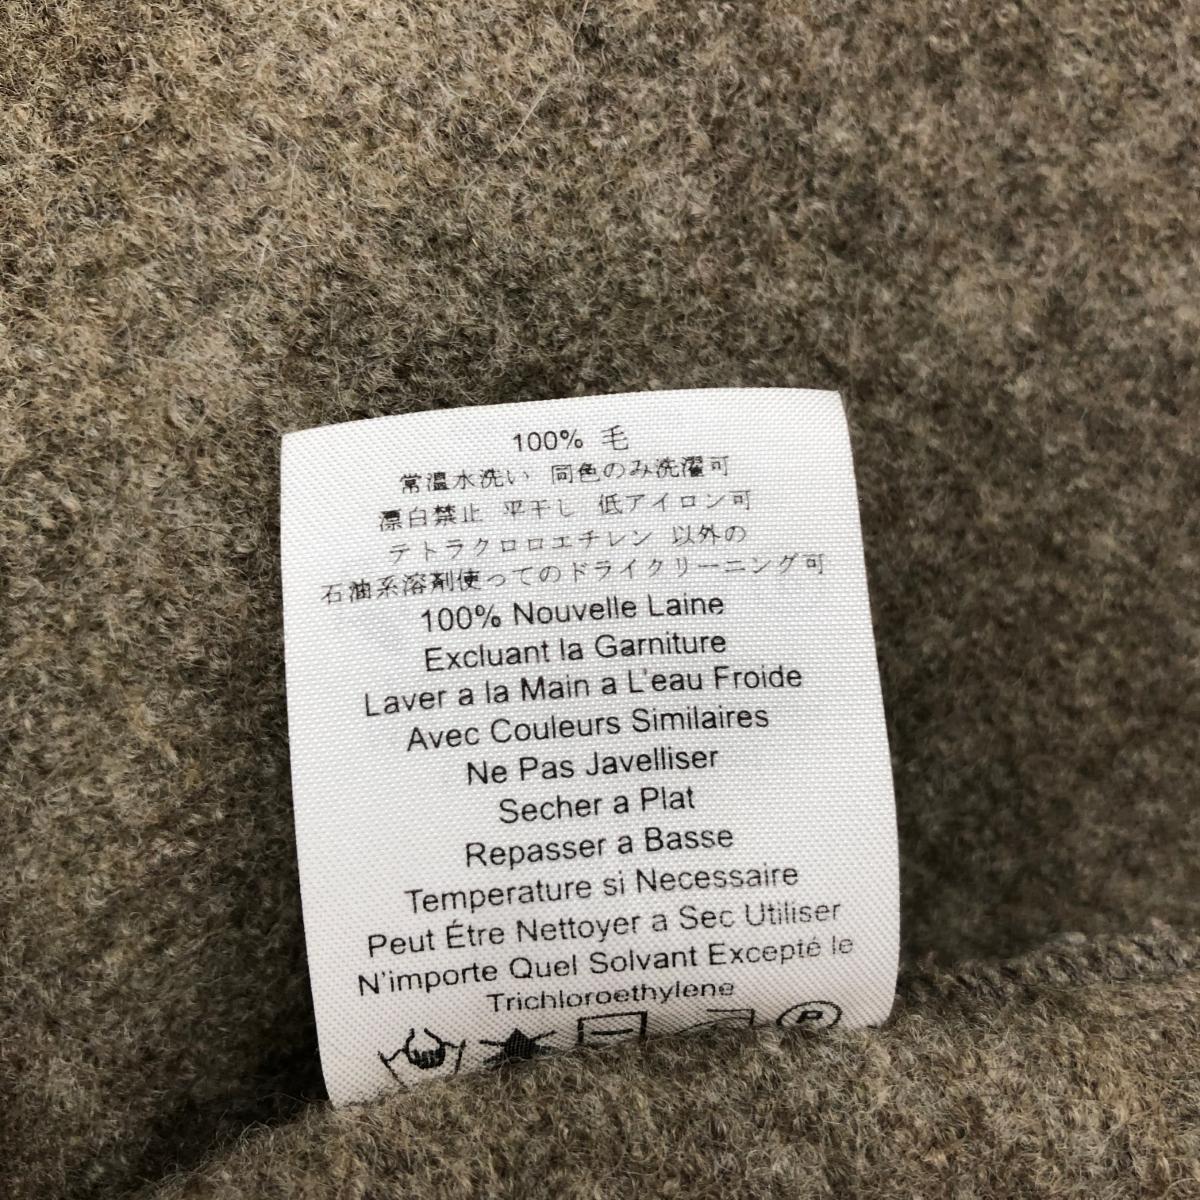 100% 毛
常温水洗い 同色のみ洗濯可
漂白禁止 平干し 低アイロン可
テトラクロロエチレン 以外の
石油系溶剤使ってのドライクリーニング可
100% Nouvelle Laine
Excluant la Garniture
Laver a la Main a L'eau Froide
Avec Couleurs Similaires
Ne Pas Javelliser
Secher a Plat
Repasser a Basse
Temperature si Necessaire
Peut Étre Nettoyer a Sec Utiliser
N'importe Quel Solvant Excepté le
Trichloroethylene
P